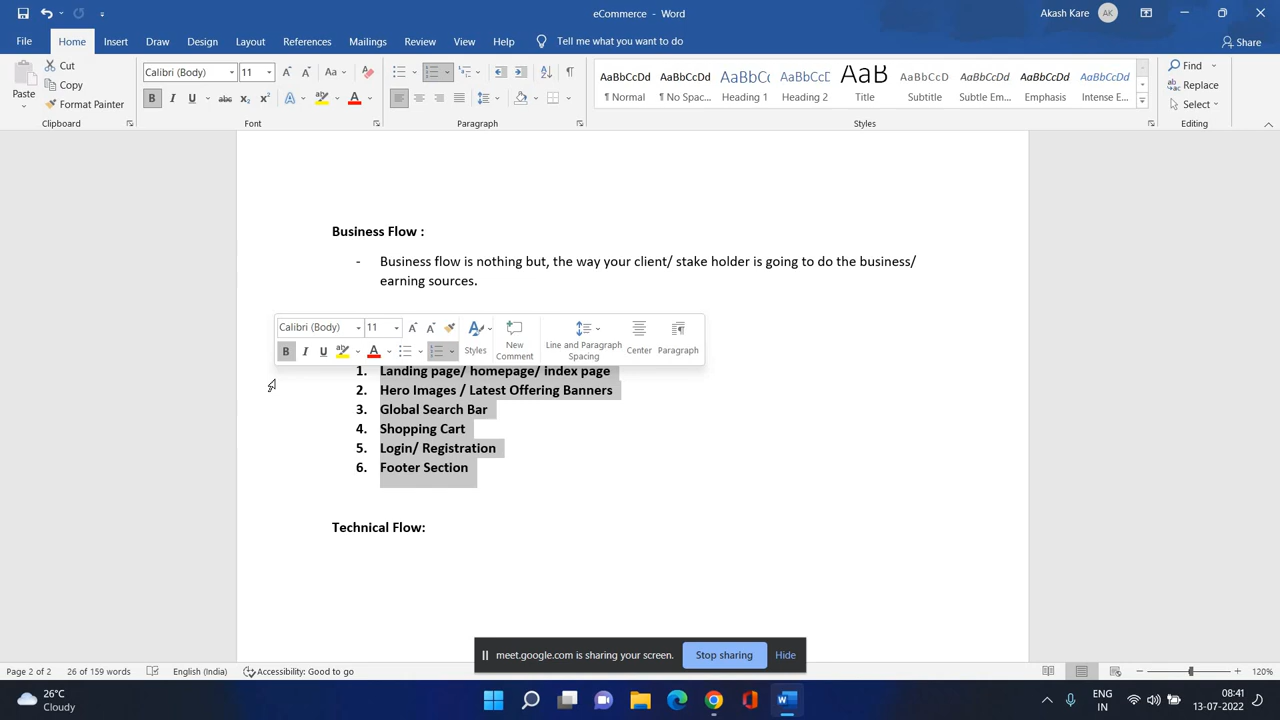 eCommerce - Word
Akash Kare AK
File Home Insert Draw Design Layout References Mailings Review View Help Tell me what you want to do Share
Paste Cut Copy Format Painter
Calibri (Body) 11 Aa
B I U abc x₂ x² A A
AaBbCcDd AaBbCcDd AaBbCc AaBbCcD AaB AaBbCcDd AaBbCcDd AaBbCcDd AaBbCcDd
¶ Normal ¶ No Spac... Heading 1 Heading 2 Title Subtitle Subtle Em... Emphasis Intense E...
Find Replace Select
Clipboard Font Paragraph Styles Editing
Business Flow :
- Business flow is nothing but, the way your client/ stake holder is going to do the business/
earning sources.
Calibri (Body) 11 A A
B I U A Styles New Comment Line and Paragraph Spacing Center Paragraph
1. Landing page/ homepage/ index page
2. Hero Images / Latest Offering Banners
3. Global Search Bar
4. Shopping Cart
5. Login/ Registration
6. Footer Section
Technical Flow:
meet.google.com is sharing your screen. Stop sharing Hide
Page 2 of 2 26 of 159 words English (India) Accessibility: Good to go 120%
26°C
Cloudy
ENG
IN
08:41
13-07-2022